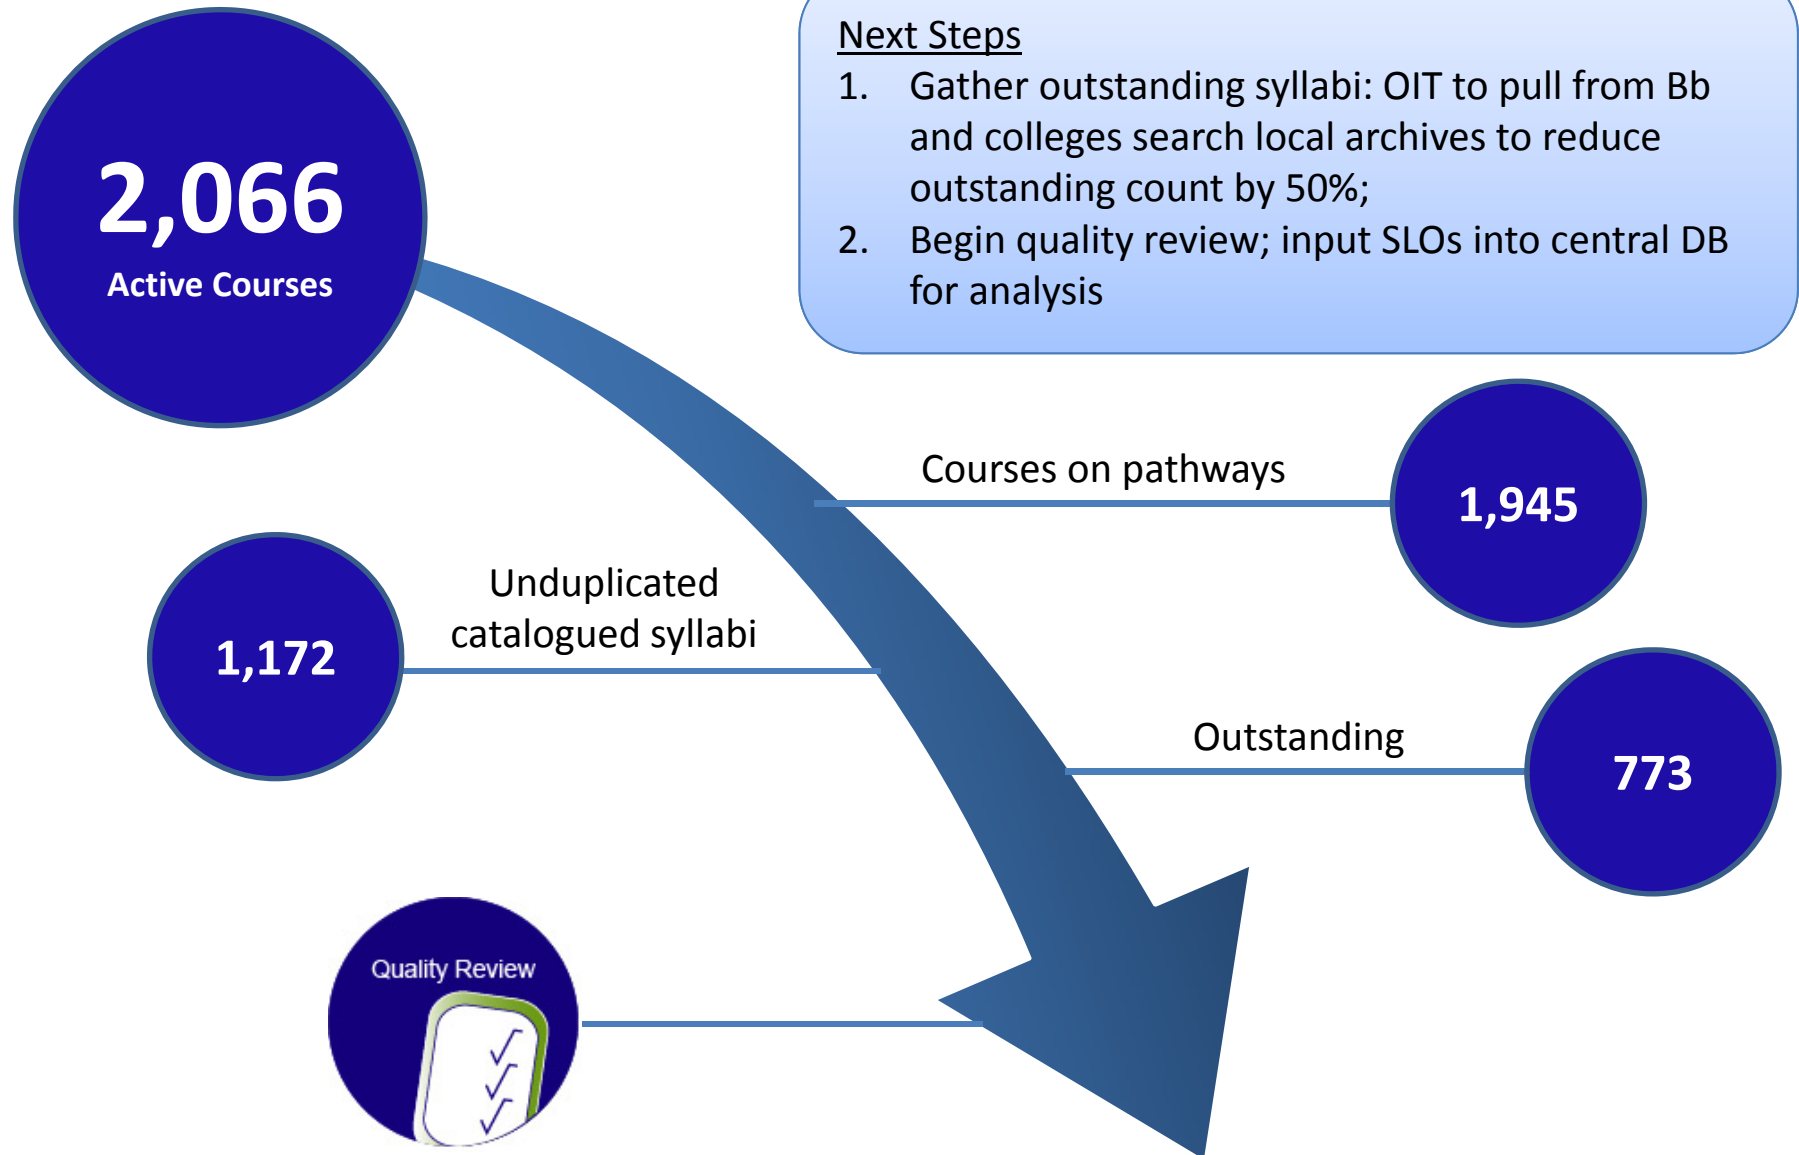 2,066
Active Courses
Next Steps
1. Gather outstanding syllabi: OIT to pull from Bb
and colleges search local archives to reduce
outstanding count by 50%;
2. Begin quality review; input SLOs into central DB
for analysis
Courses on pathways
1,945
Unduplicated
catalogued syllabi
1,172
Outstanding
773
Quality Review